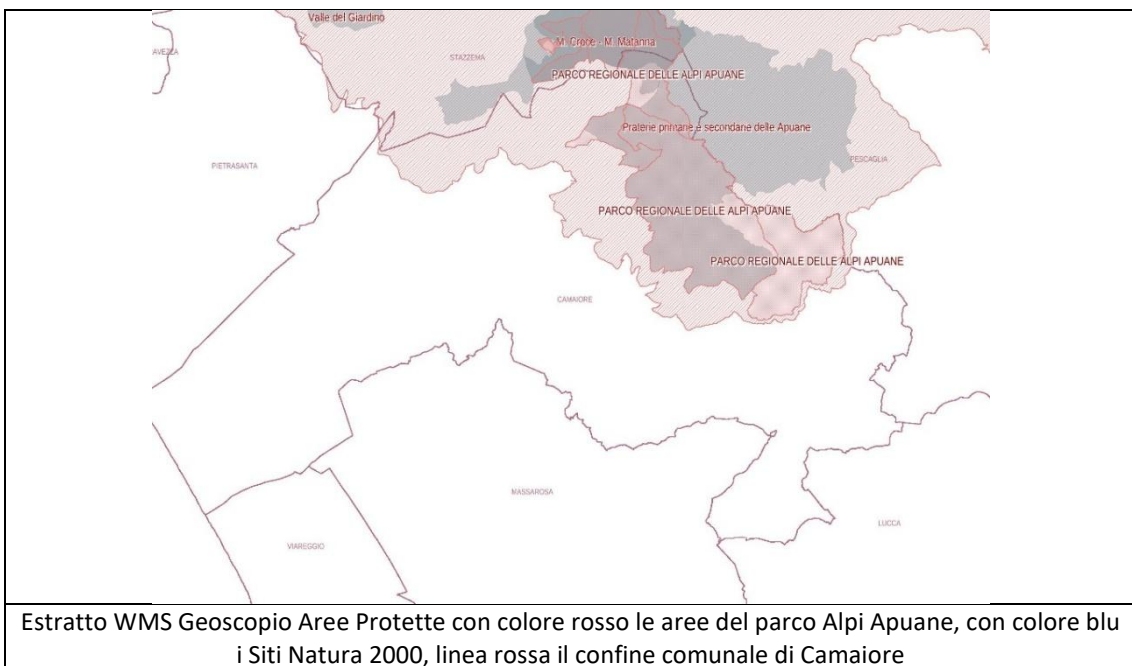 Valle del Giardino
M. Croce - M. Matanna
AVEZZA
STAZZEMA
PARCO REGIONALE DELLE ALPI APUANE
Praterie primarie e secondarie delle Apuane
PIETRASANTA
PESCAGLIA
PARCO REGIONALE DELLE ALPI APUANE
PARCO REGIONALE DELLE ALPI APUANE
CAMAIORE
MASSAROSA
LUCCA
VIAREGGIO
Estratto WMS Geoscopio Aree Protette con colore rosso le aree del parco Alpi Apuane, con colore blu
i Siti Natura 2000, linea rossa il confine comunale di Camaiore